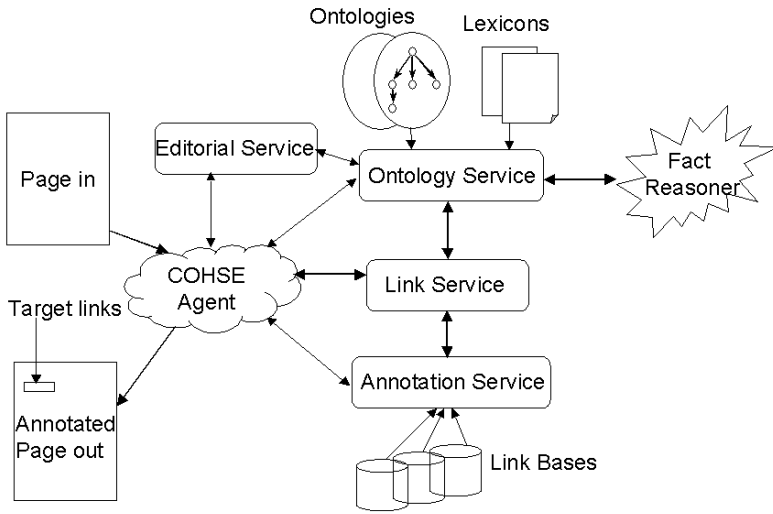 Ontologies
Lexicons
Editorial Service
Page in
Ontology Service
Fact
Reasoner
COHSE
Agent
Link Service
Target links
Annotation Service
Annotated
Page out
Link Bases